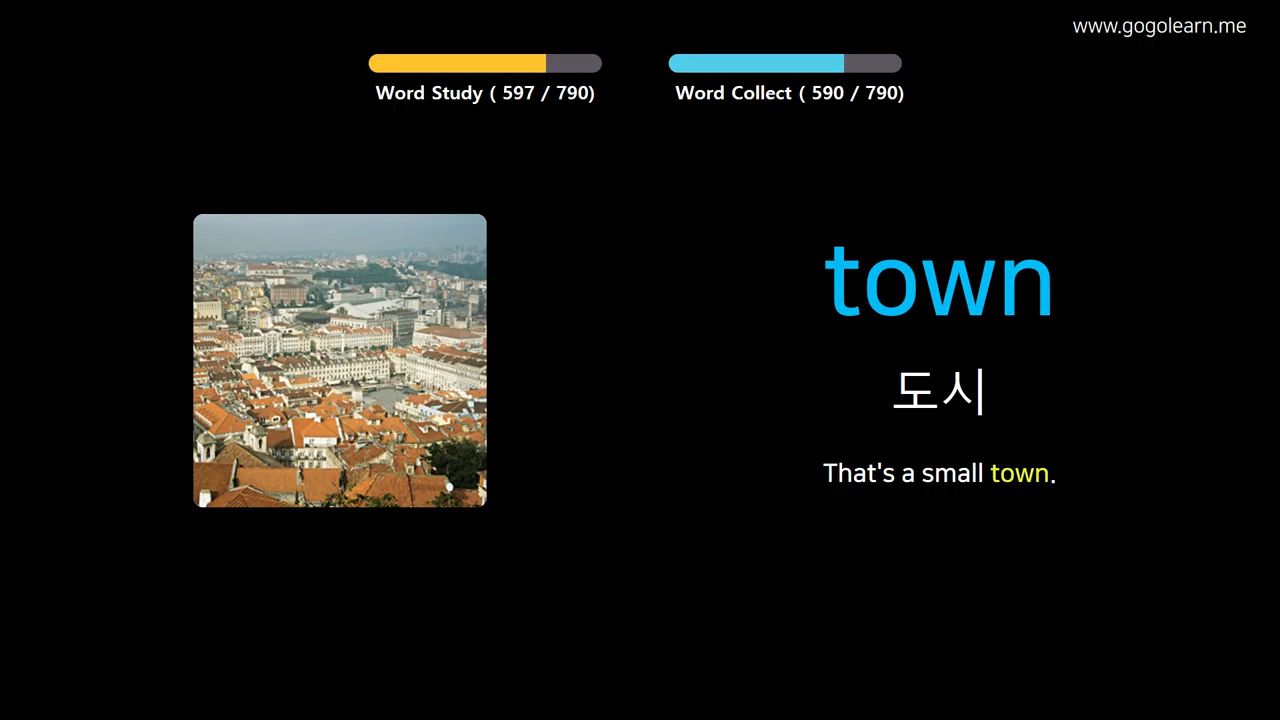 www.gogolearn.me
Word Study ( 597 / 790)
Word Collect ( 590 / 790)
town
도시
That's a small town.